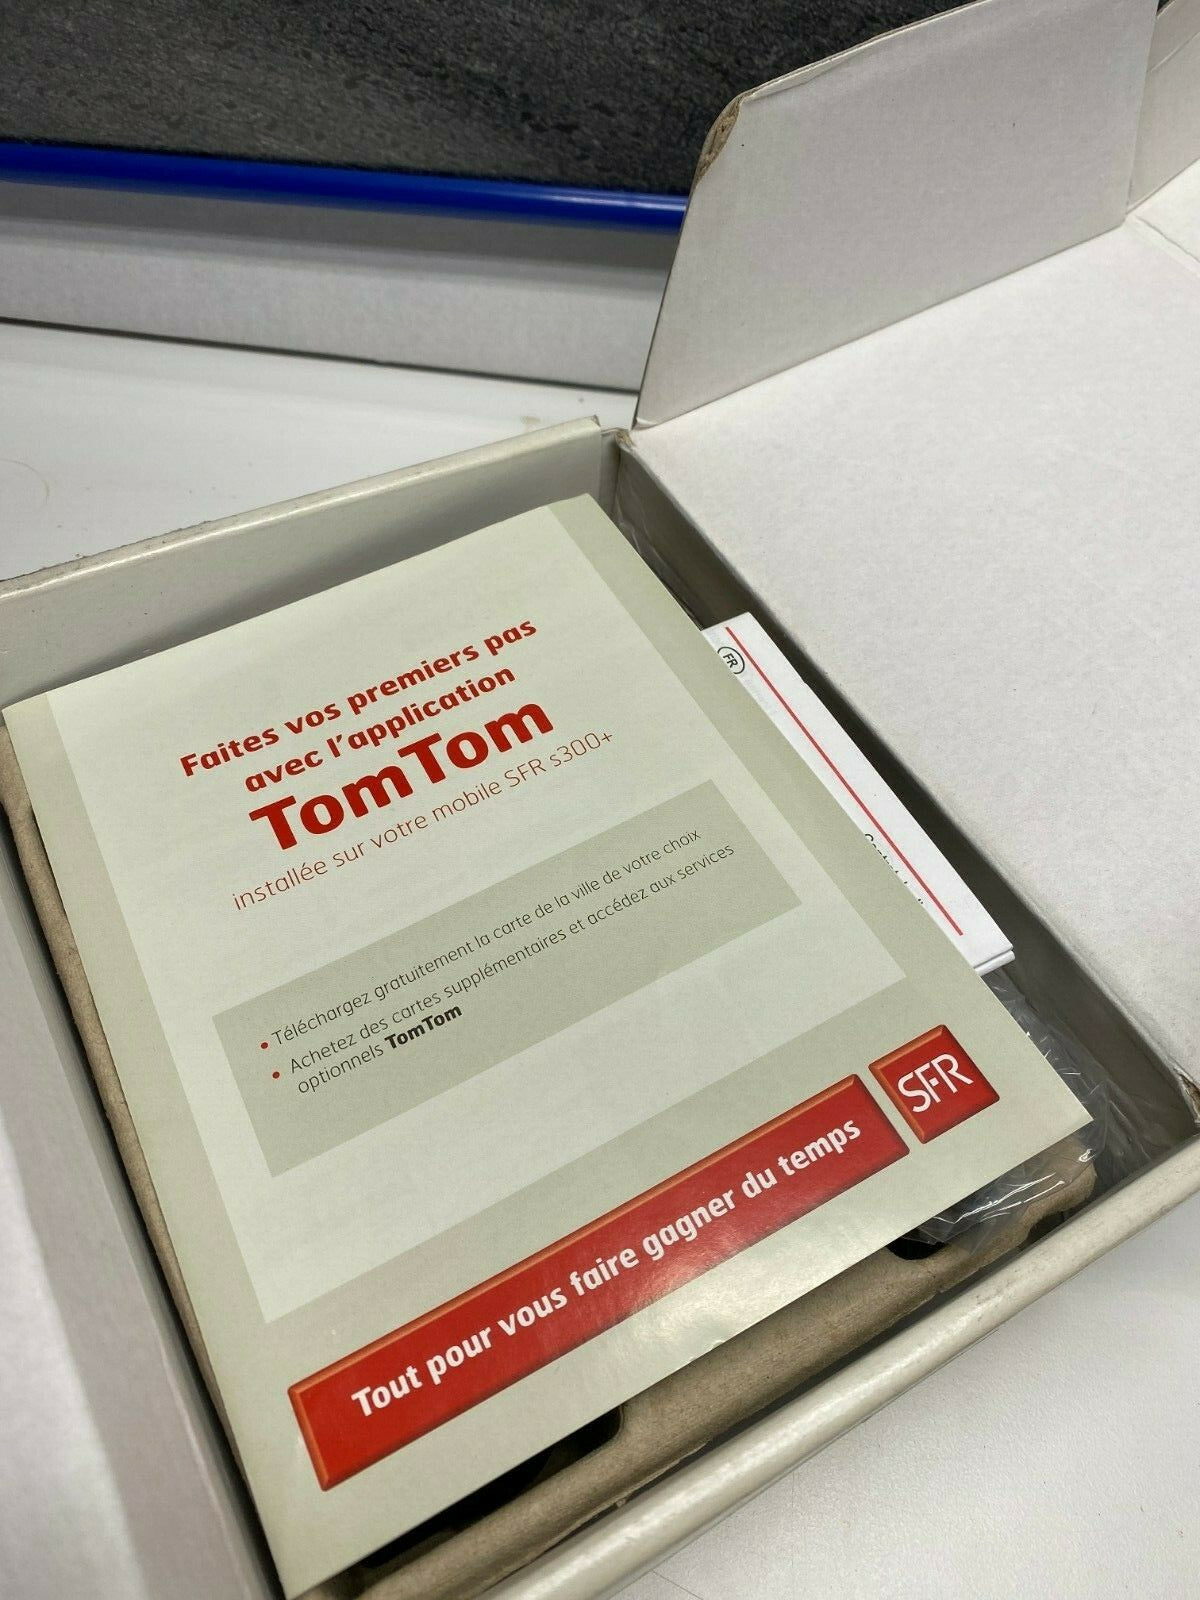 Faites vos premiers pas
avec l'application
TomTom
installée sur votre mobile SFR s300+
• Téléchargez gratuitement la carte de la ville de votre choix
• Achetez des cartes supplémentaires et accédez aux services
optionnels TomTom
SFR
Tout pour vous faire gagner du temps
FR